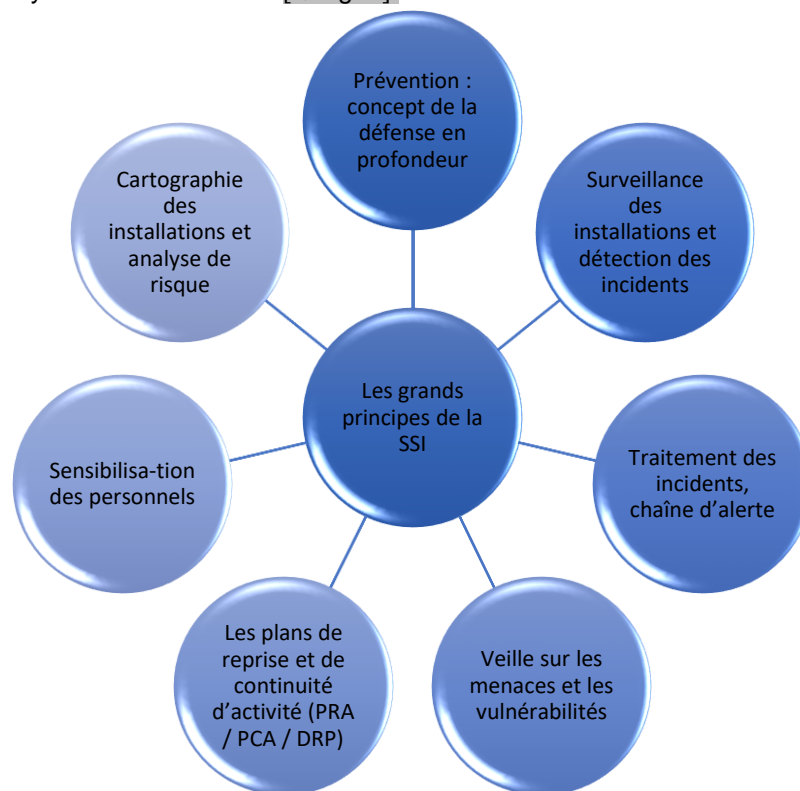 Prévention :
concept de la
défense en
profondeur
Surveillance
des
installations et
détection des
incidents
Traitement des
incidents,
chaîne d'alerte
Veille sur les
menaces et les
vulnérabilités
Les plans de
reprise et de
continuité
d'activité (PRA
/ PCA / DRP)
Sensibilisa-tion
des personnels
Cartographie
des
installations et
analyse de
risque
Les grands
principes de la
SSI